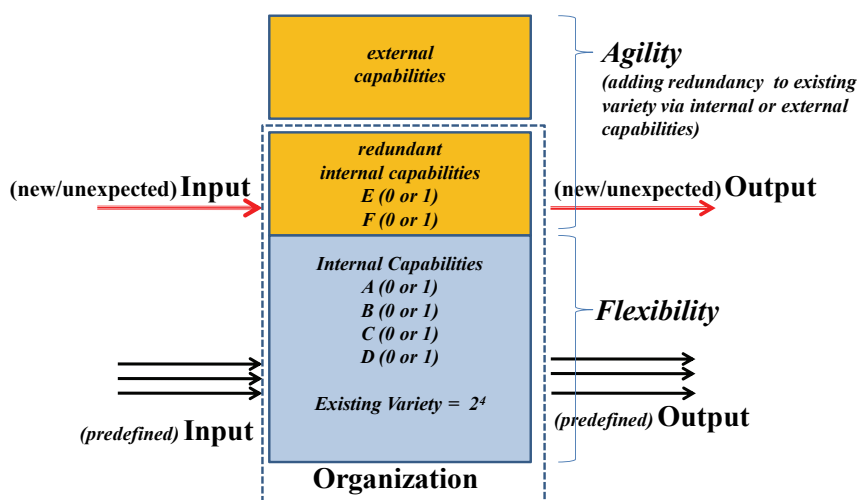 external
capabilities
Agility
(adding redundancy to existing
variety via internal or external
capabilities)
redundant
internal capabilities
E (0 or 1)
F (0 or 1)
(new/unexpected) Input
(new/unexpected) Output
Internal Capabilities
A (0 or 1)
B (0 or 1)
C (0 or 1)
D (0 or 1)
Existing Variety = 2⁴
Flexibility
(predefined) Input
(predefined) Output
Organization